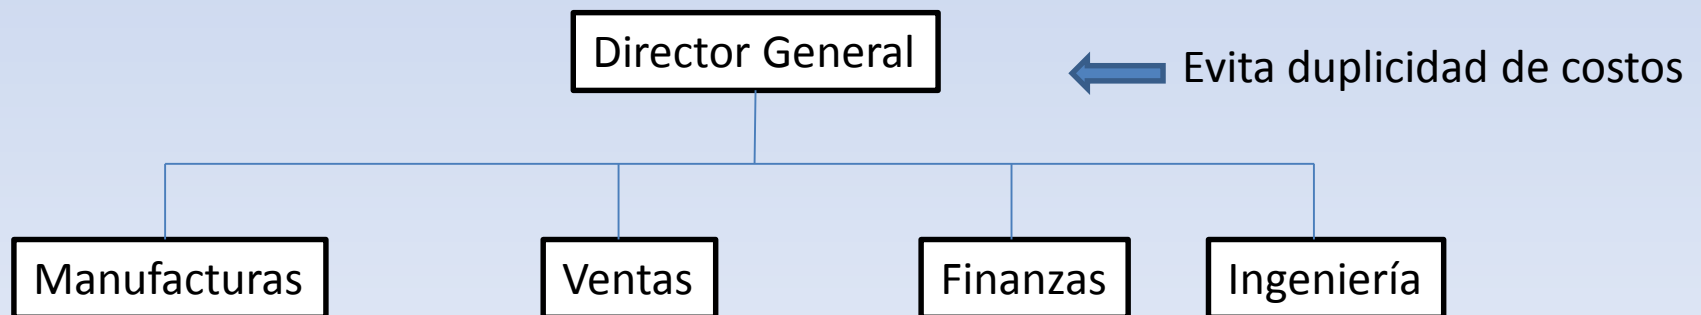 Director General
Evita duplicidad de costos
Manufacturas
Ventas
Finanzas
Ingeniería